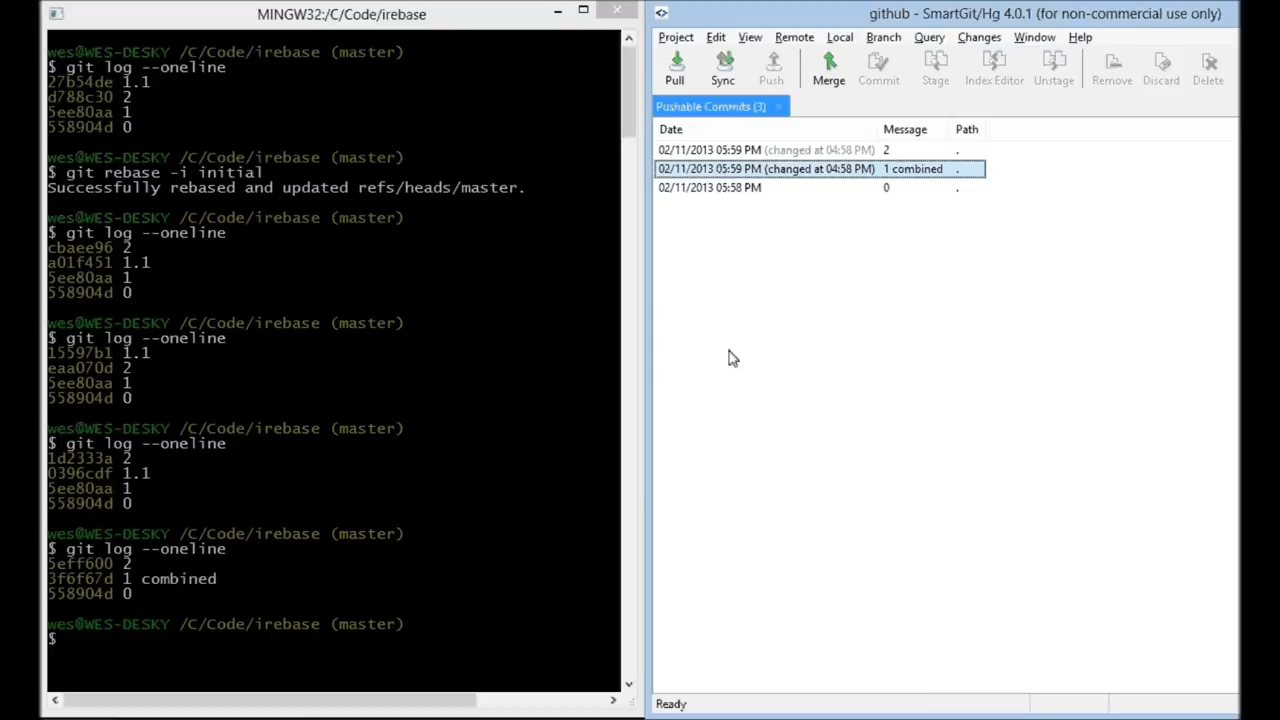 MINGW32:/C/Code/irebase
wes@WES-DESKY /C/Code/irebase (master)
$ git log --oneline
27b54de 1.1
d788c30 2
5ee80aa 1
558904d 0
wes@WES-DESKY /C/Code/irebase (master)
$ git rebase -i initial
Successfully rebased and updated refs/heads/master.
wes@WES-DESKY /C/Code/irebase (master)
$ git log --oneline
cbaee96 2
a01f451 1.1
5ee80aa 1
558904d 0
wes@WES-DESKY /C/Code/irebase (master)
$ git log --oneline
15597b1 1.1
eaa070d 2
5ee80aa 1
558904d 0
wes@WES-DESKY /C/Code/irebase (master)
$ git log --oneline
1d2333a 2
0396cdf 1.1
5ee80aa 1
558904d 0
wes@WES-DESKY /C/Code/irebase (master)
$ git log --oneline
5eff600 2
3f6f67d 1 combined
558904d 0
wes@WES-DESKY /C/Code/irebase (master)
$
github - SmartGit/Hg 4.0.1 (for non-commercial use only)
Project Edit View Remote Local Branch Query Changes Window Help
Pull Sync Push Merge Commit Stage Index Editor Unstage Remove Discard Delete
Pushable Commits (3)
Date Message Path
02/11/2013 05:59 PM (changed at 04:58 PM) 2 .
02/11/2013 05:59 PM (changed at 04:58 PM) 1 combined .
02/11/2013 05:58 PM 0 .
Ready